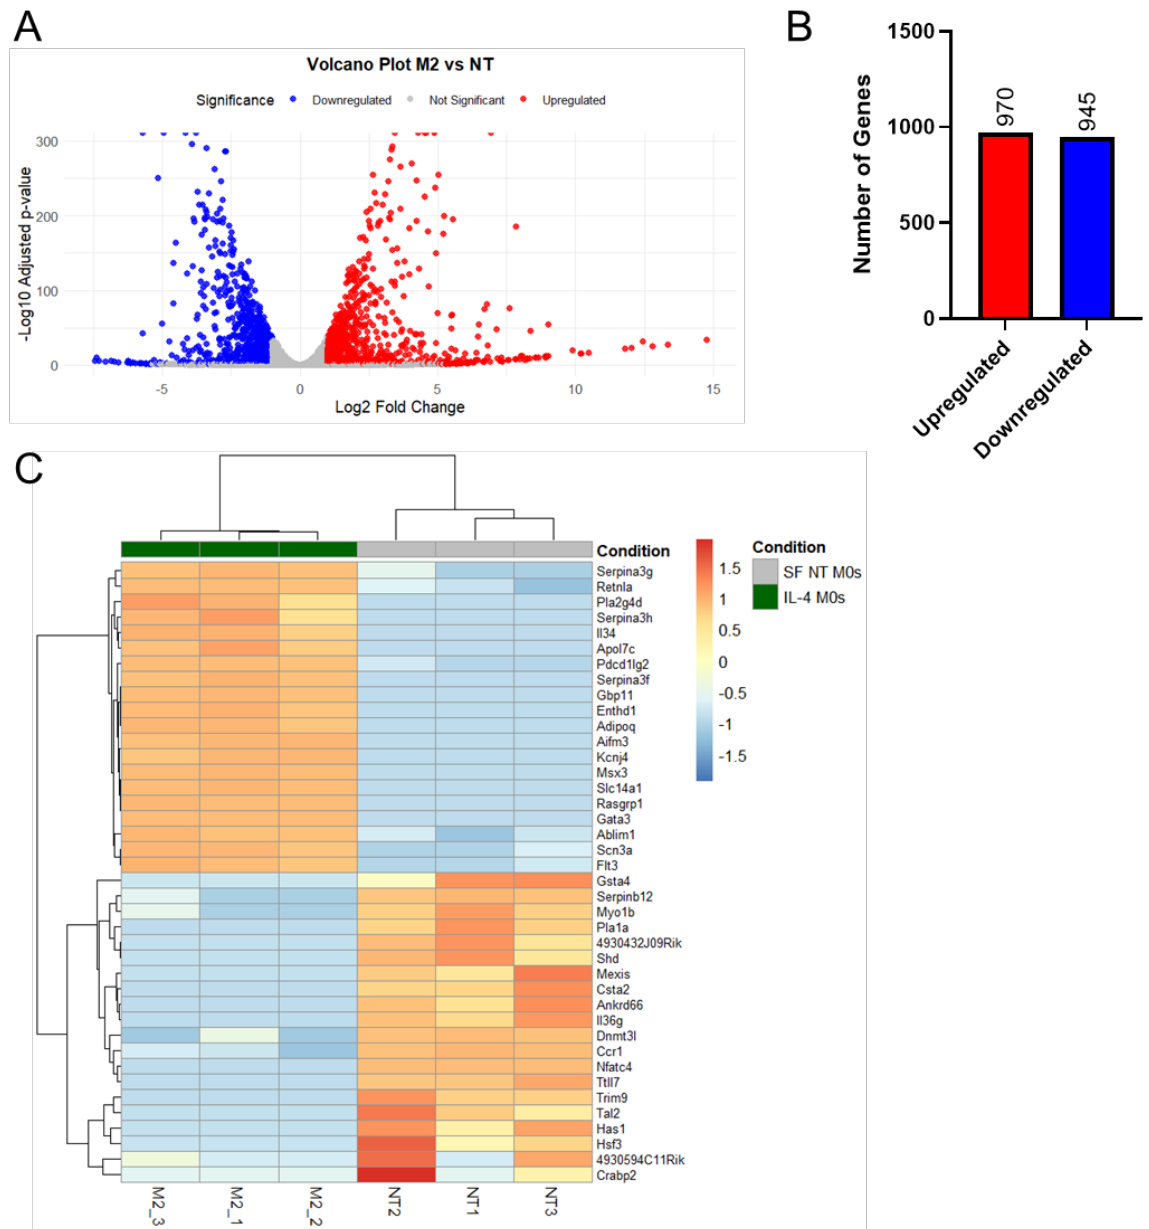 A
Volcano Plot M2 vs NT
Significance Downregulated Not Significant Upregulated
-Log10 Adjusted p-value
300
200
100
0
-5 0 5 10 15
Log2 Fold Change
B
Number of Genes
1500
1000
500
0
970 945
Upregulated Downregulated
C
Condition
Serpina3g
Retnla
Pla2g4d
Serpina3h
Il34
Apol7c
Pdcd1lg2
Serpina3f
Gbp11
Enthd1
Adipoq
Aifm3
Kcnj4
Msx3
Slc14a1
Rasgrp1
Gata3
Ablim1
Scn3a
Flt3
Gsta4
Serpinb12
Myo1b
Pla1a
4930432J09Rik
Shd
Mexis
Csta2
Ankrd66
Il36g
Dnmt3l
Ccr1
Nfatc4
Ttll7
Trim9
Tal2
Has1
Hsf3
4930594C11Rik
Crabp2
M2_3 M2_1 M2_2 NT2 NT1 NT3
1.5
1
0.5
0
-0.5
-1
-1.5
Condition
SF NT M0s
IL-4 M0s